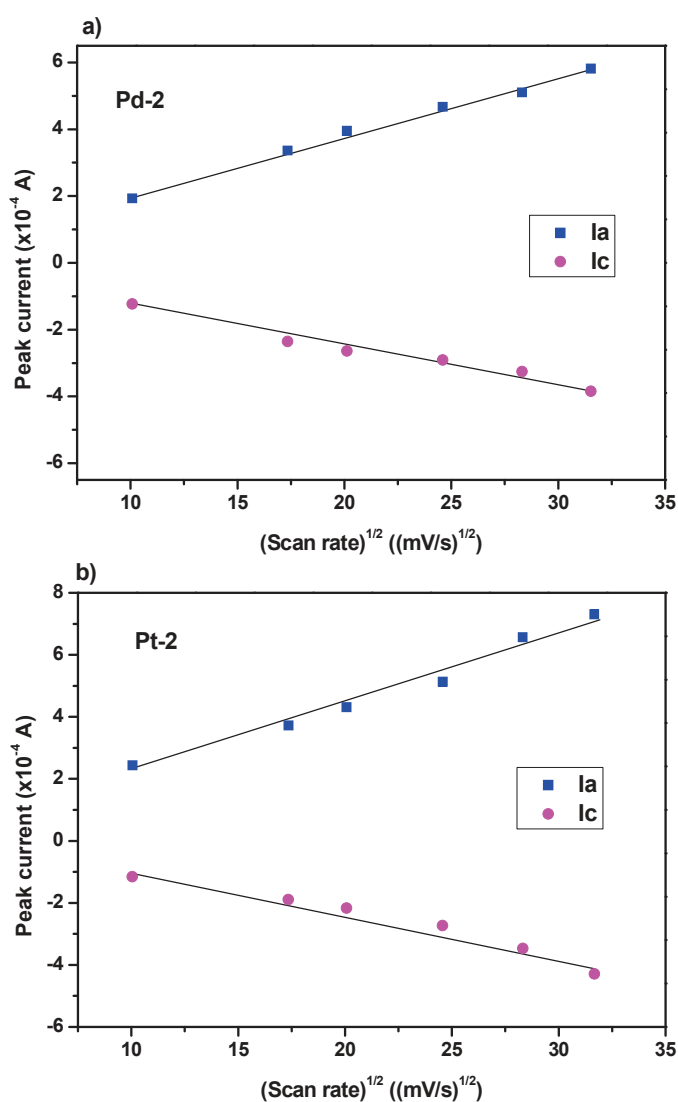 a)
Pd-2
6
4
2
0
-2
-4
-6
Peak current (x10⁻⁴ A)
Ia
Ic
10 15 20 25 30 35
(Scan rate)^1/2 ((mV/s)^1/2)
b)
Pt-2
8
6
4
2
0
-2
-4
-6
Peak current (x10⁻⁴ A)
Ia
Ic
10 15 20 25 30 35
(Scan rate)^1/2 ((mV/s)^1/2)